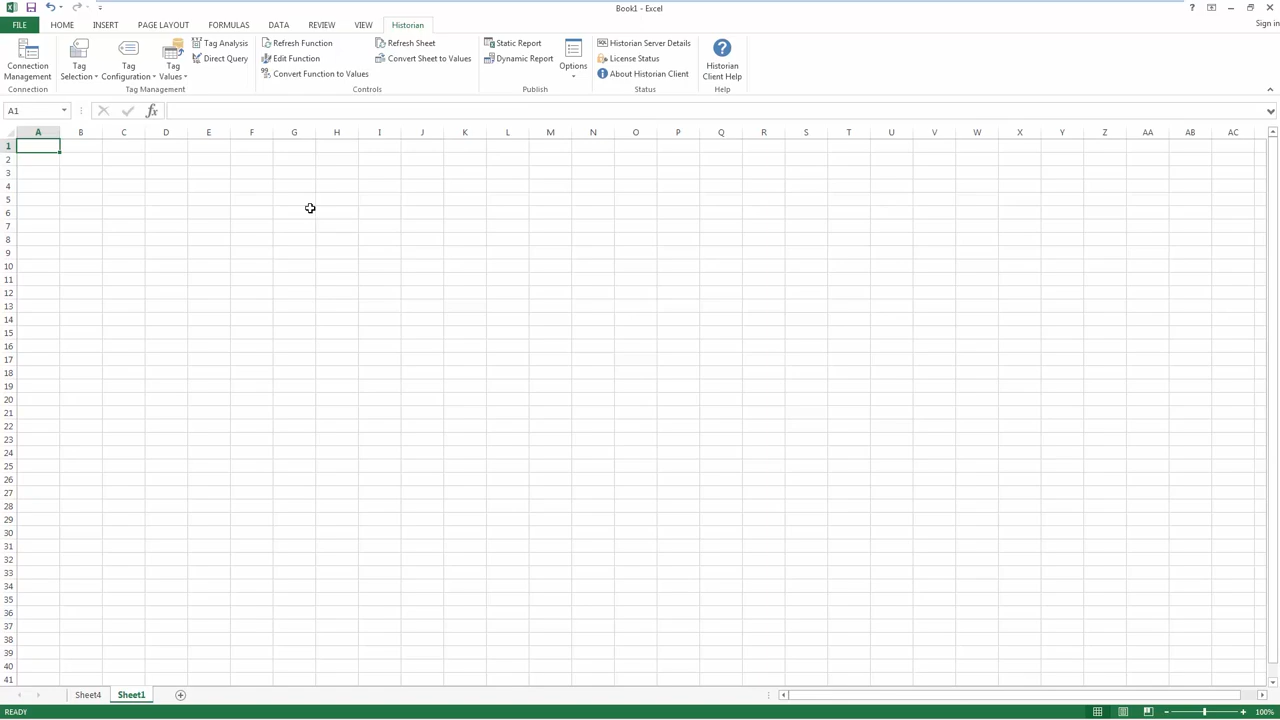 Book1 - Excel
?
FILE HOME INSERT PAGE LAYOUT FORMULAS DATA REVIEW VIEW Historian
Sign in
Connection Management
Connection
Tag Selection
Tag Configuration
Tag Values
Tag Analysis
Direct Query
Tag Management
Refresh Function
Edit Function
Convert Function to Values
Refresh Sheet
Convert Sheet to Values
Controls
Static Report
Dynamic Report
Options
Publish
Historian Server Details
License Status
About Historian Client
Status
?
Historian Client Help
Help
A1
fx
A B C D E F G H I J K L M N O P Q R S T U V W X Y Z AA AB AC
1
2
3
4
5
6
7
8
9
10
11
12
13
14
15
16
17
18
19
20
21
22
23
24
25
26
27
28
29
30
31
32
33
34
35
36
37
38
39
40
41
Sheet4 Sheet1
READY
100%